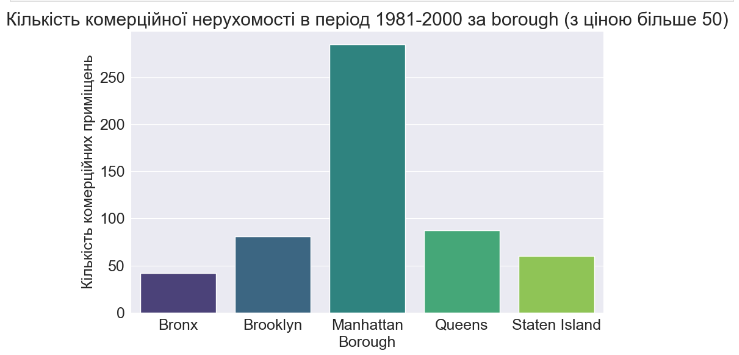 Кількість комерційної нерухомості в період 1981-2000 за borough (з ціною більше 50)
Кількість комерційних приміщень
250
200
150
100
50
0
Bronx Brooklyn Manhattan Queens Staten Island
Borough